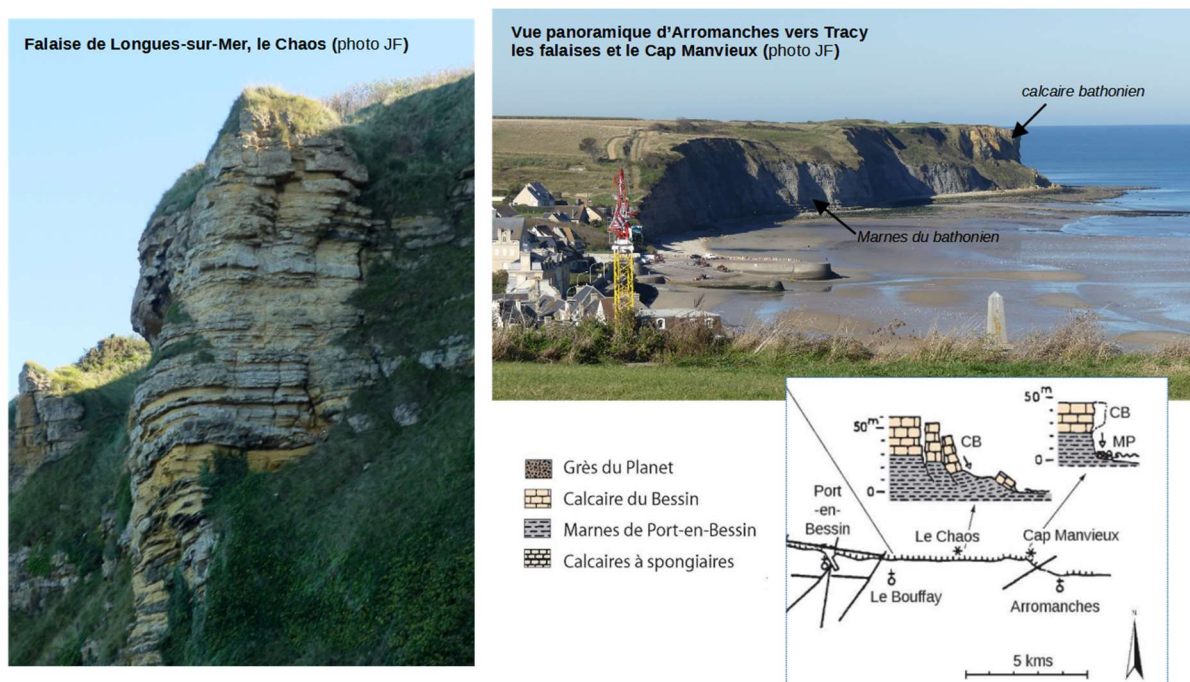 Falaise de Longues-sur-Mer, le Chaos (photo JF)
Vue panoramique d'Arromanches vers Tracy
les falaises et le Cap Manvieux (photo JF)
calcaire bathonien
Marnes du bathonien
Grès du Planet
Calcaire du Bessin
Marnes de Port-en-Bessin
Calcaires à spongiaires
50m
CB
0
50m
CB
MP
0
Port
-en-
Bessin
Le Chaos
Cap Manvieux
Le Bouffay
Arromanches
5 kms
N